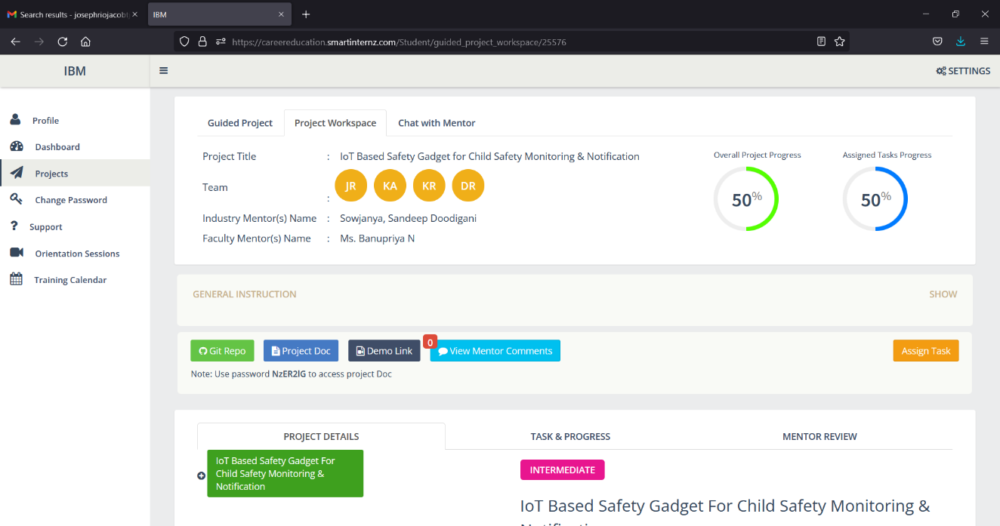 Search results - josephriojacobt
IBM
https://careereducation.smartinternz.com/Student/guided_project_workspace/25576
IBM
SETTINGS
Profile
Dashboard
Projects
Change Password
Support
Orientation Sessions
Training Calendar
Guided Project
Project Workspace
Chat with Mentor
Project Title : IoT Based Safety Gadget for Child Safety Monitoring & Notification
Team : JR KA KR DR
Industry Mentor(s) Name : Sowjanya, Sandeep Doodigani
Faculty Mentor(s) Name : Ms. Banupriya N
Overall Project Progress
50%
Assigned Tasks Progress
50%
GENERAL INSTRUCTION
SHOW
Git Repo
Project Doc
Demo Link
0
View Mentor Comments
Assign Task
Note: Use password NzER2lG to access project Doc
PROJECT DETAILS
TASK & PROGRESS
MENTOR REVIEW
IoT Based Safety Gadget For
Child Safety Monitoring &
Notification
INTERMEDIATE
IoT Based Safety Gadget For Child Safety Monitoring &